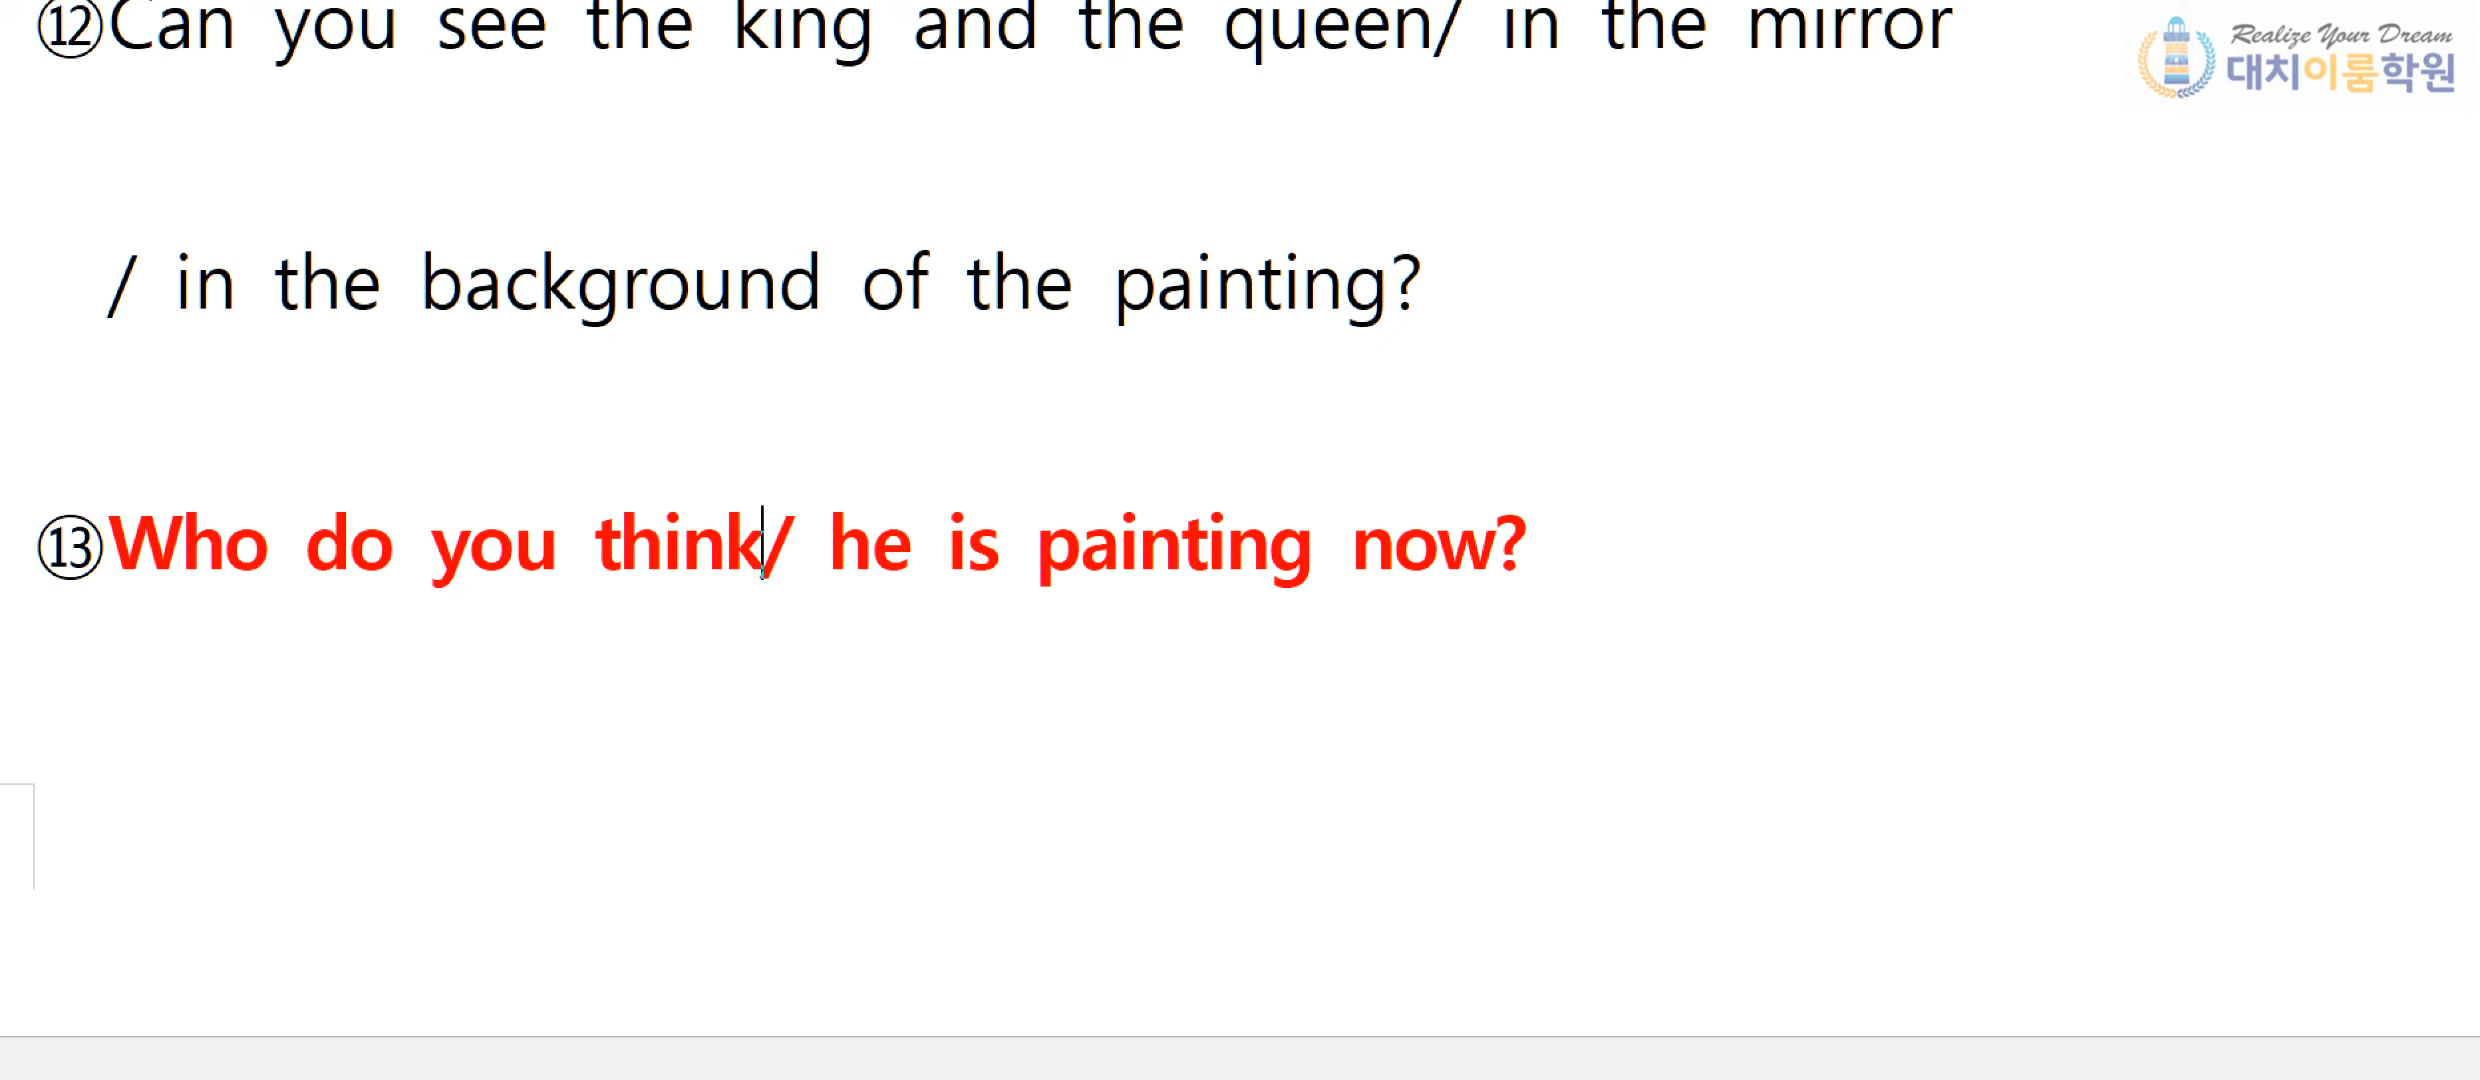 ⑫Can you see the king and the queen/ in the mirror
Realize Your Dream
대치이룸학원
/ in the background of the painting?
⑬Who do you think/ he is painting now?